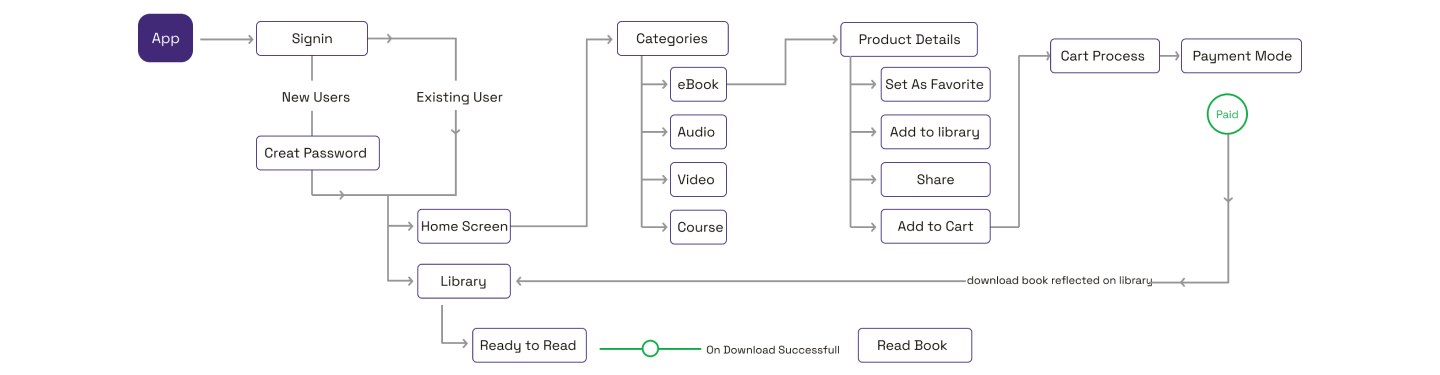 App
Signin
New Users
Existing User
Creat Password
Home Screen
Library
Ready to Read
On Download Successfull
Read Book
Categories
eBook
Audio
Video
Course
Product Details
Set As Favorite
Add to library
Share
Add to Cart
Cart Process
Payment Mode
Paid
download book reflected on library